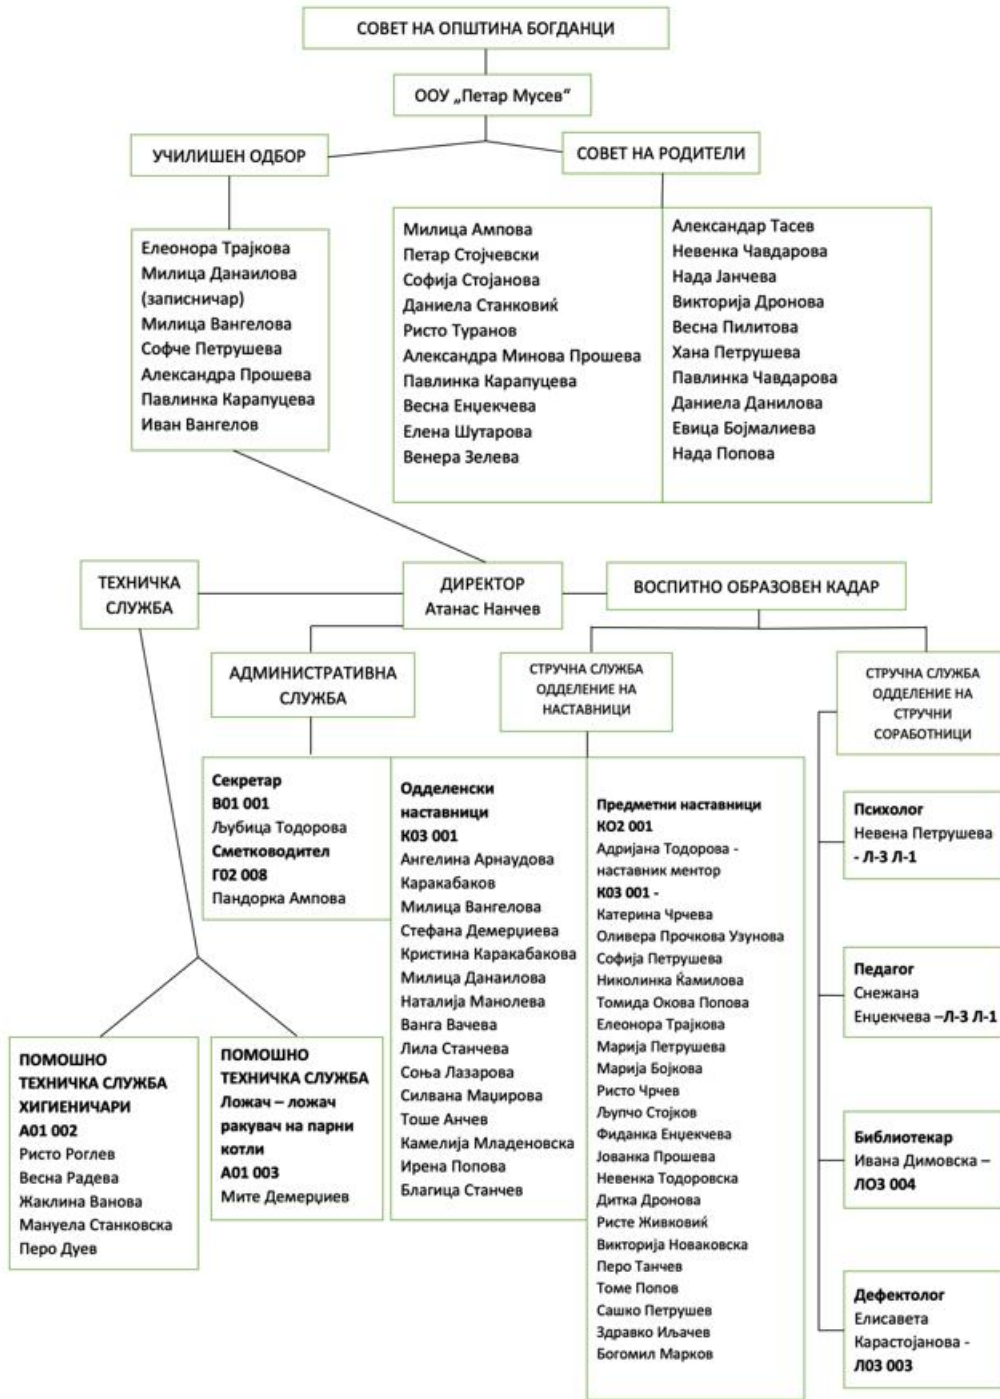 СОВЕТ НА ОПШТИНА БОГДАНЦИ
ООУ „Петар Мусев“
УЧИЛИШЕН ОДБОР
СОВЕТ НА РОДИТЕЛИ
Елеонора Трајкова
Милица Данаилова
(записничар)
Милица Вангелова
Софче Петрушева
Александра Прошева
Павлинка Карапуцева
Иван Вангелов
Милица Ампова
Петар Стојчевски
Софија Стојанова
Даниела Станковиќ
Ристо Туранов
Александра Минова Прошева
Павлинка Карапуцева
Весна Енџекчева
Елена Шутарова
Венера Зелева
Александар Тасев
Невенка Чавдарова
Нада Јанчева
Викторија Дронова
Весна Пилитова
Хана Петрушева
Павлинка Чавдарова
Даниела Данилова
Евица Бојмалиева
Нада Попова
ТЕХНИЧКА
СЛУЖБА
ДИРЕКТОР
Атанас Нанчев
ВОСПИТНО ОБРАЗОВЕН КАДАР
АДМИНИСТРАТИВНА
СЛУЖБА
СТРУЧНА СЛУЖБА
ОДДЕЛЕНИЕ НА
НАСТАВНИЦИ
СТРУЧНА СЛУЖБА
ОДДЕЛЕНИЕ НА
СТРУЧНИ
СОРАБОТНИЦИ
Секретар
В01 001
Љубица Тодорова
Сметководител
Г02 008
Пандорка Ампова
Одделенски
наставници
К03 001
Ангелина Арнаудова
Каракабаков
Милица Вангелова
Стефана Демерџиева
Кристина Каракабакова
Милица Данаилова
Наталија Манолева
Ванга Вачева
Лила Станчева
Соња Лазарова
Силвана Маџирова
Тоше Анчев
Камелија Младеновска
Ирена Попова
Благица Станчев
Предметни наставници
КО2 001
Адријана Тодорова -
наставник ментор
К03 001 -
Катерина Чрчева
Оливера Прочкова Узунова
Софија Петрушева
Николинка Ќамилова
Томида Окова Попова
Елеонора Трајкова
Марија Петрушева
Марија Бојкова
Ристо Чрчев
Љупчо Стојков
Фиданка Енџекчева
Јованка Прошева
Невенка Тодоровска
Дитка Дронова
Ристе Живковиќ
Викторија Новаковска
Перо Танчев
Томе Попов
Сашко Петрушев
Здравко Иљачев
Богомил Марков
Психолог
Невена Петрушева
- Л-3 Л-1
Педагог
Снежана
Енџекчева –Л-3 Л-1
Библиотекар
Ивана Димовска –
ЛО3 004
Дефектолог
Елисавета
Карастојанова -
Л03 003
ПОМОШНО
ТЕХНИЧКА СЛУЖБА
ХИГИЕНИЧАРИ
А01 002
Ристо Роглев
Весна Радева
Жаклина Ванова
Мануела Станковска
Перо Дуев
ПОМОШНО
ТЕХНИЧКА СЛУЖБА
Ложач – ложач
ракувач на парни
котли
А01 003
Мите Демерџиев